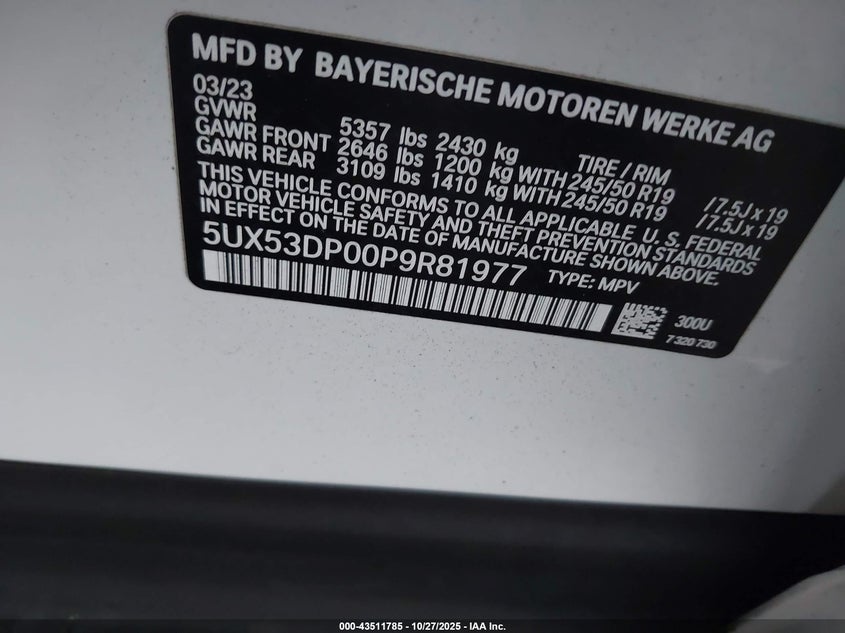 MFD BY BAYERISCHE MOTOREN WERKE AG
03/23
GVWR 5357 lbs 2430 kg TIRE / RIM
GAWR FRONT 2646 lbs 1200 kg WITH 245/50 R19 / 7.5J x 19
GAWR REAR 3109 lbs 1410 kg WITH 245/50 R19 / 7.5J x 19
THIS VEHICLE CONFORMS TO ALL APPLICABLE U. S. FEDERAL
MOTOR VEHICLE SAFETY AND THEFT PREVENTION STANDARDS
IN EFFECT ON THE DATE OF MANUFACTURE SHOWN ABOVE.
5UX53DP00P9R81977 TYPE: MPV
300U
7 320 730
000-43511785 - 10/27/2025 - IAA Inc.